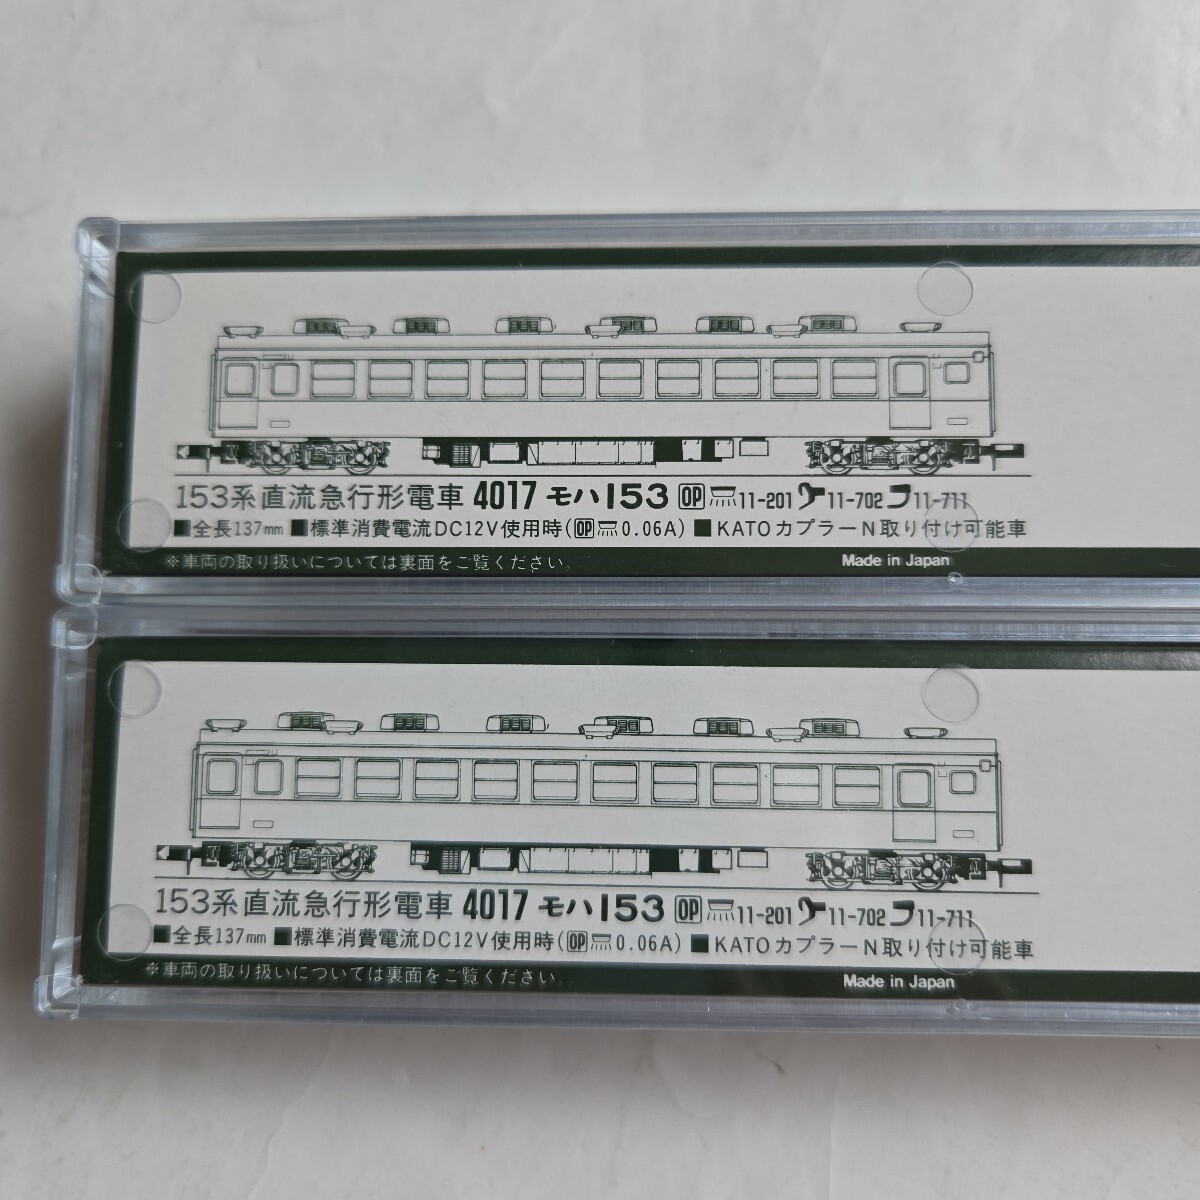 153系直流急行形電車 4017 モハ153 OP 11-201 11-702 11-711
■全長137mm ■標準消費電流DC12V使用時(OP 0.06A) ■KATOカプラーN取り付け可能車
※車両の取り扱いについては裏面をご覧ください。 Made in Japan
153系直流急行形電車 4017 モハ153 OP 11-201 11-702 11-711
■全長137mm ■標準消費電流DC12V使用時(OP 0.06A) ■KATOカプラーN取り付け可能車
※車両の取り扱いについては裏面をご覧ください。 Made in Japan